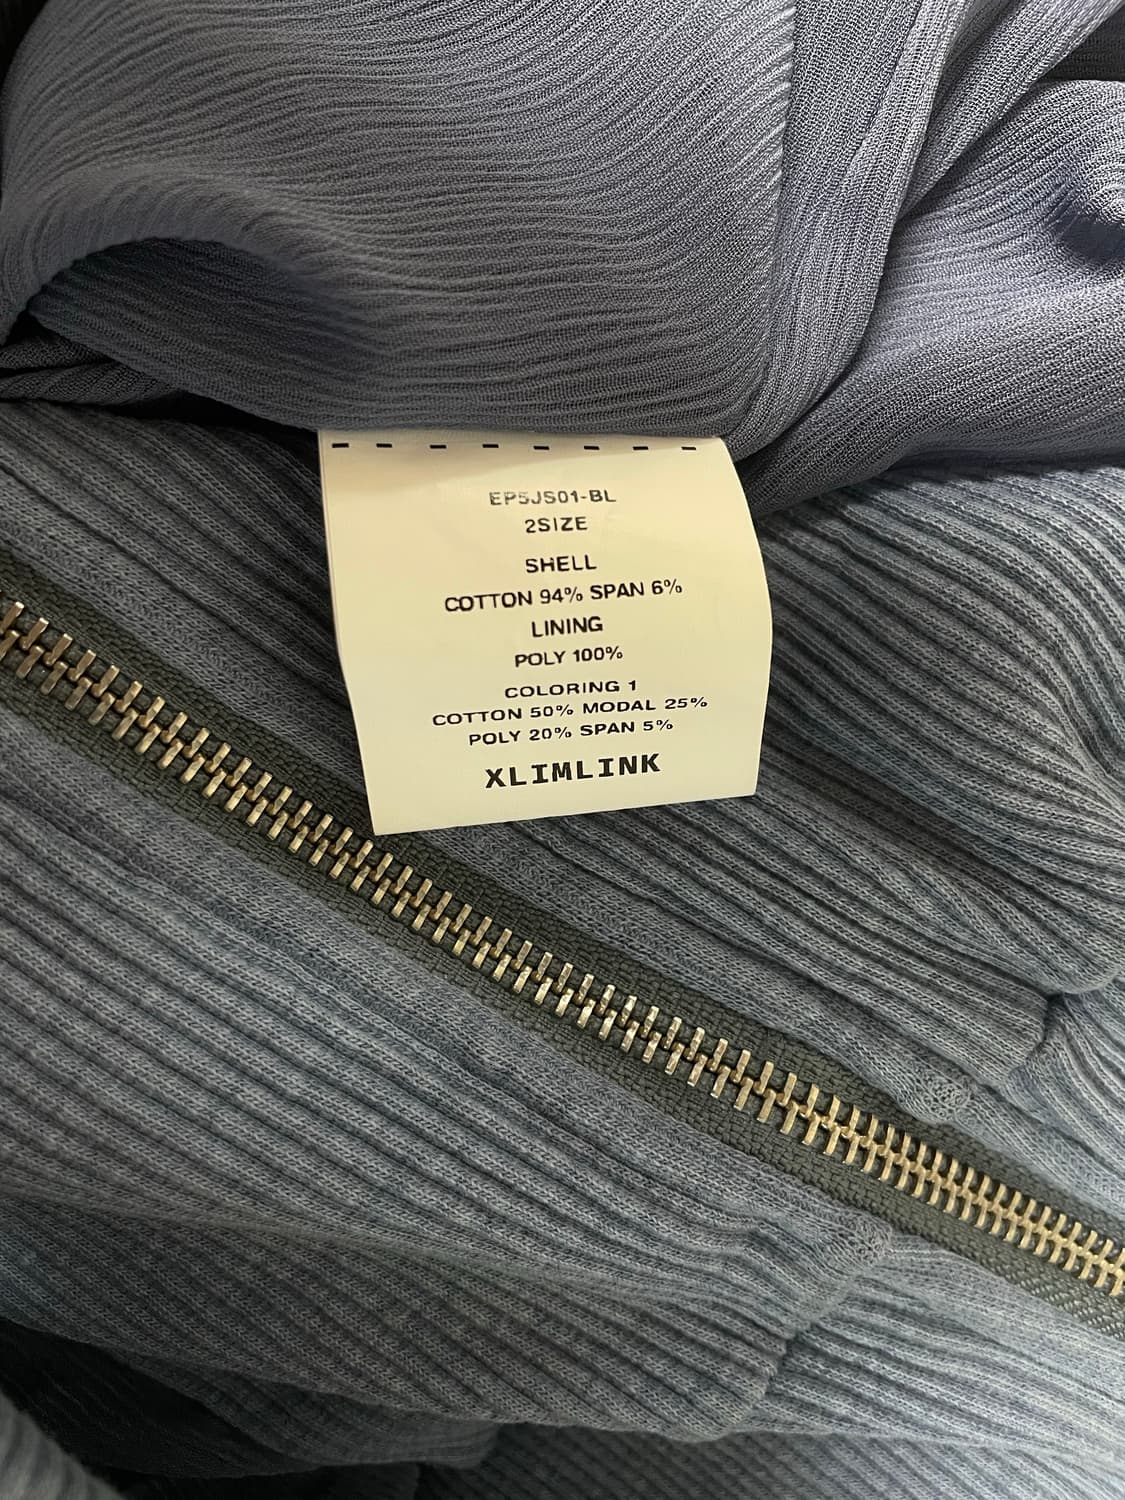 EP5JS01-BL
2SIZE
SHELL
COTTON 94% SPAN 6%
LINING
POLY 100%
COLORING 1
COTTON 50% MODAL 25%
POLY 20% SPAN 5%
XLIMLINK